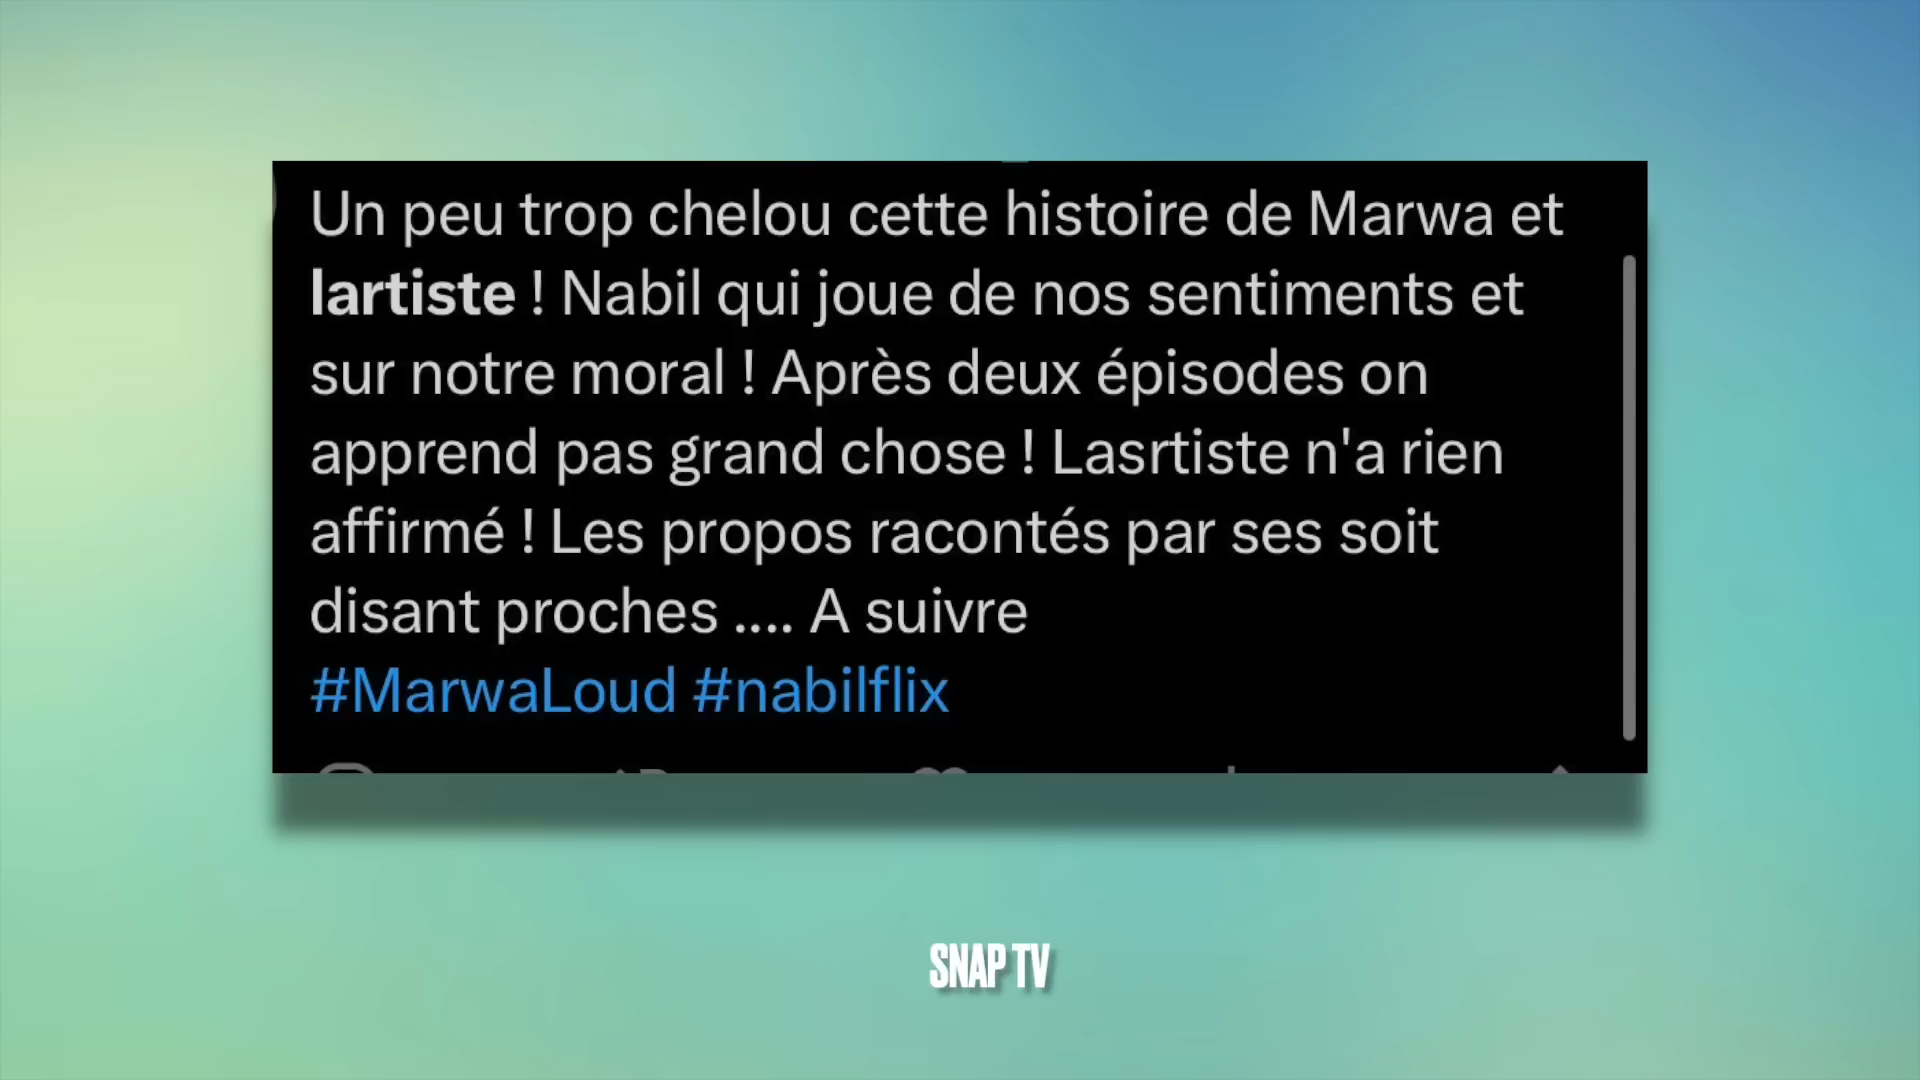 Un peu trop chelou cette histoire de Marwa et
lartiste ! Nabil qui joue de nos sentiments et
sur notre moral ! Après deux épisodes on
apprend pas grand chose ! Lasrtiste n'a rien
affirmé ! Les propos racontés par ses soit
disant proches .... A suivre
#MarwaLoud #nabilflix
SNAP TV